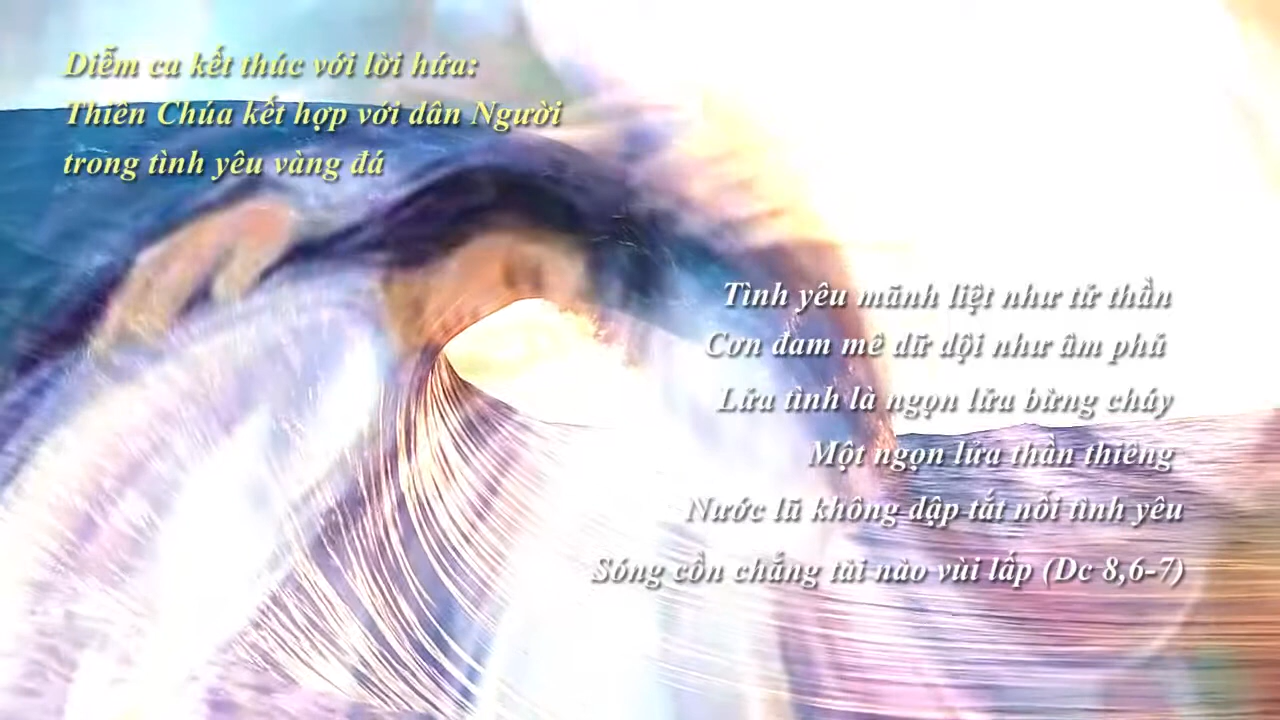 Diễm ca kết thúc với lời hứa:
Thiên Chúa kết hợp với dân Người
trong tình yêu vàng đá
Tình yêu mãnh liệt như tử thần
Cơn đam mê dữ dội như âm phủ
Lửa tình là ngọn lửa bừng cháy
Một ngọn lửa thần thiêng
Nước lũ không dập tắt nổi tình yêu
Sóng cồn chẳng tài nào vùi lấp (Dc 8,6-7)